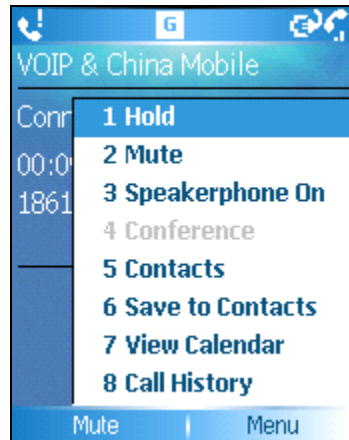 G
VOIP & China Mobile
Conn
00:0
1861
1 Hold
2 Mute
3 Speakerphone On
4 Conference
5 Contacts
6 Save to Contacts
7 View Calendar
8 Call History
Mute Menu